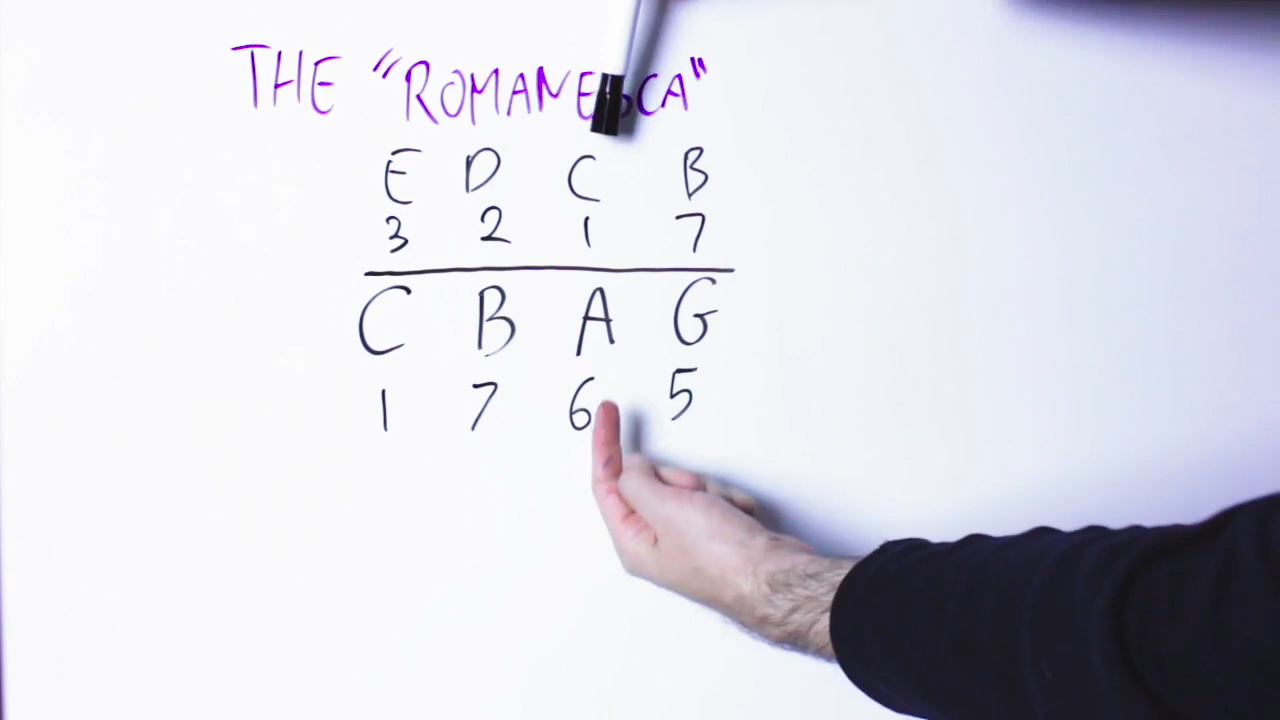 THE "ROMANESCA"
E D C B
3 2 1 7
C B A G
1 7 6 5